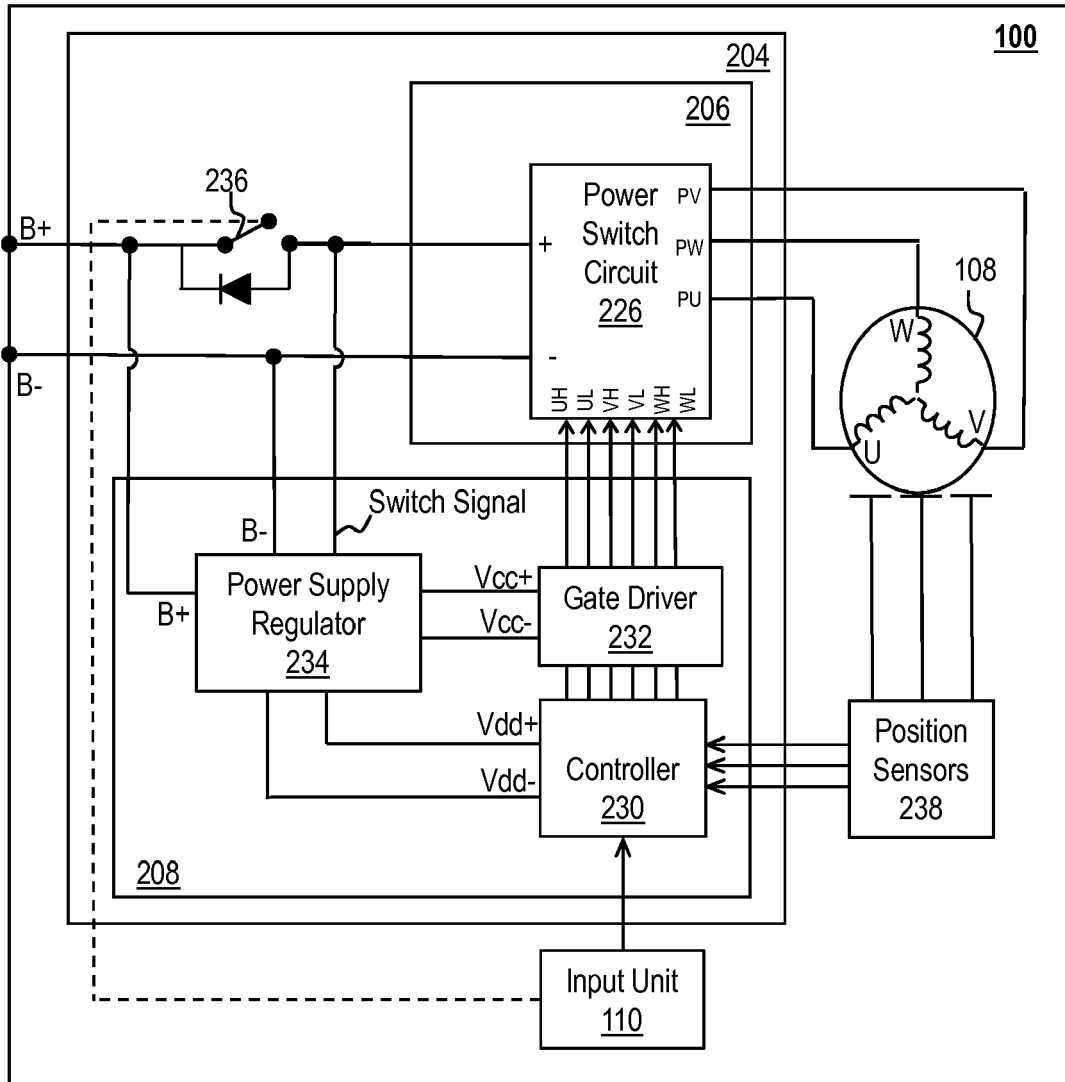 100
204
206
236
B+
B-
Power
Switch
Circuit
226
+
-
PV
PW
PU
UH
UL
VH
VL
WH
WL
108
W
U
V
Switch Signal
B-
B+
Power Supply
Regulator
234
Vcc+
Vcc-
Gate Driver
232
Vdd+
Vdd-
Controller
230
Position
Sensors
238
208
Input Unit
110